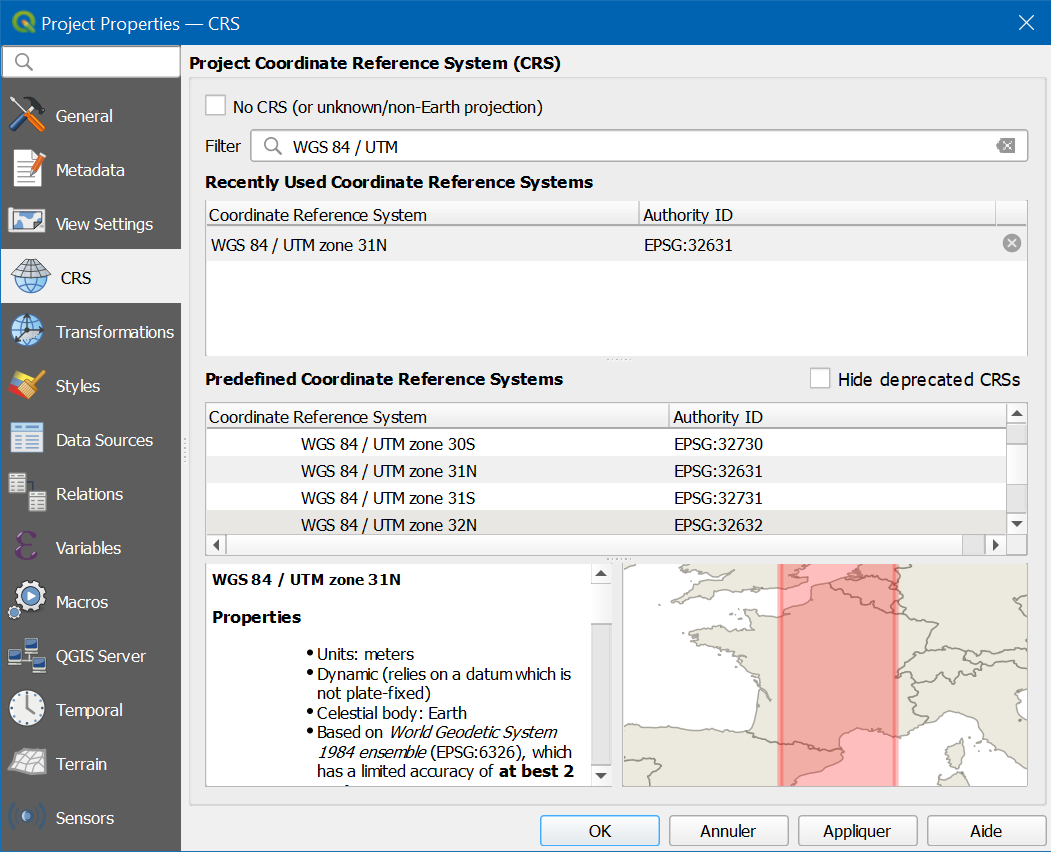 Project Properties — CRS
Project Coordinate Reference System (CRS)
General
Metadata
View Settings
CRS
Transformations
Styles
Data Sources
Relations
Variables
Macros
QGIS Server
Temporal
Terrain
Sensors
No CRS (or unknown/non-Earth projection)
Filter WGS 84 / UTM
Recently Used Coordinate Reference Systems
Coordinate Reference System Authority ID
WGS 84 / UTM zone 31N EPSG:32631
Predefined Coordinate Reference Systems Hide deprecated CRSs
Coordinate Reference System Authority ID
WGS 84 / UTM zone 30S EPSG:32730
WGS 84 / UTM zone 31N EPSG:32631
WGS 84 / UTM zone 31S EPSG:32731
WGS 84 / UTM zone 32N EPSG:32632
WGS 84 / UTM zone 31N
Properties
• Units: meters
• Dynamic (relies on a datum which is
not plate-fixed)
• Celestial body: Earth
• Based on World Geodetic System
1984 ensemble (EPSG:6326), which
has a limited accuracy of at best 2
OK Annuler Appliquer Aide